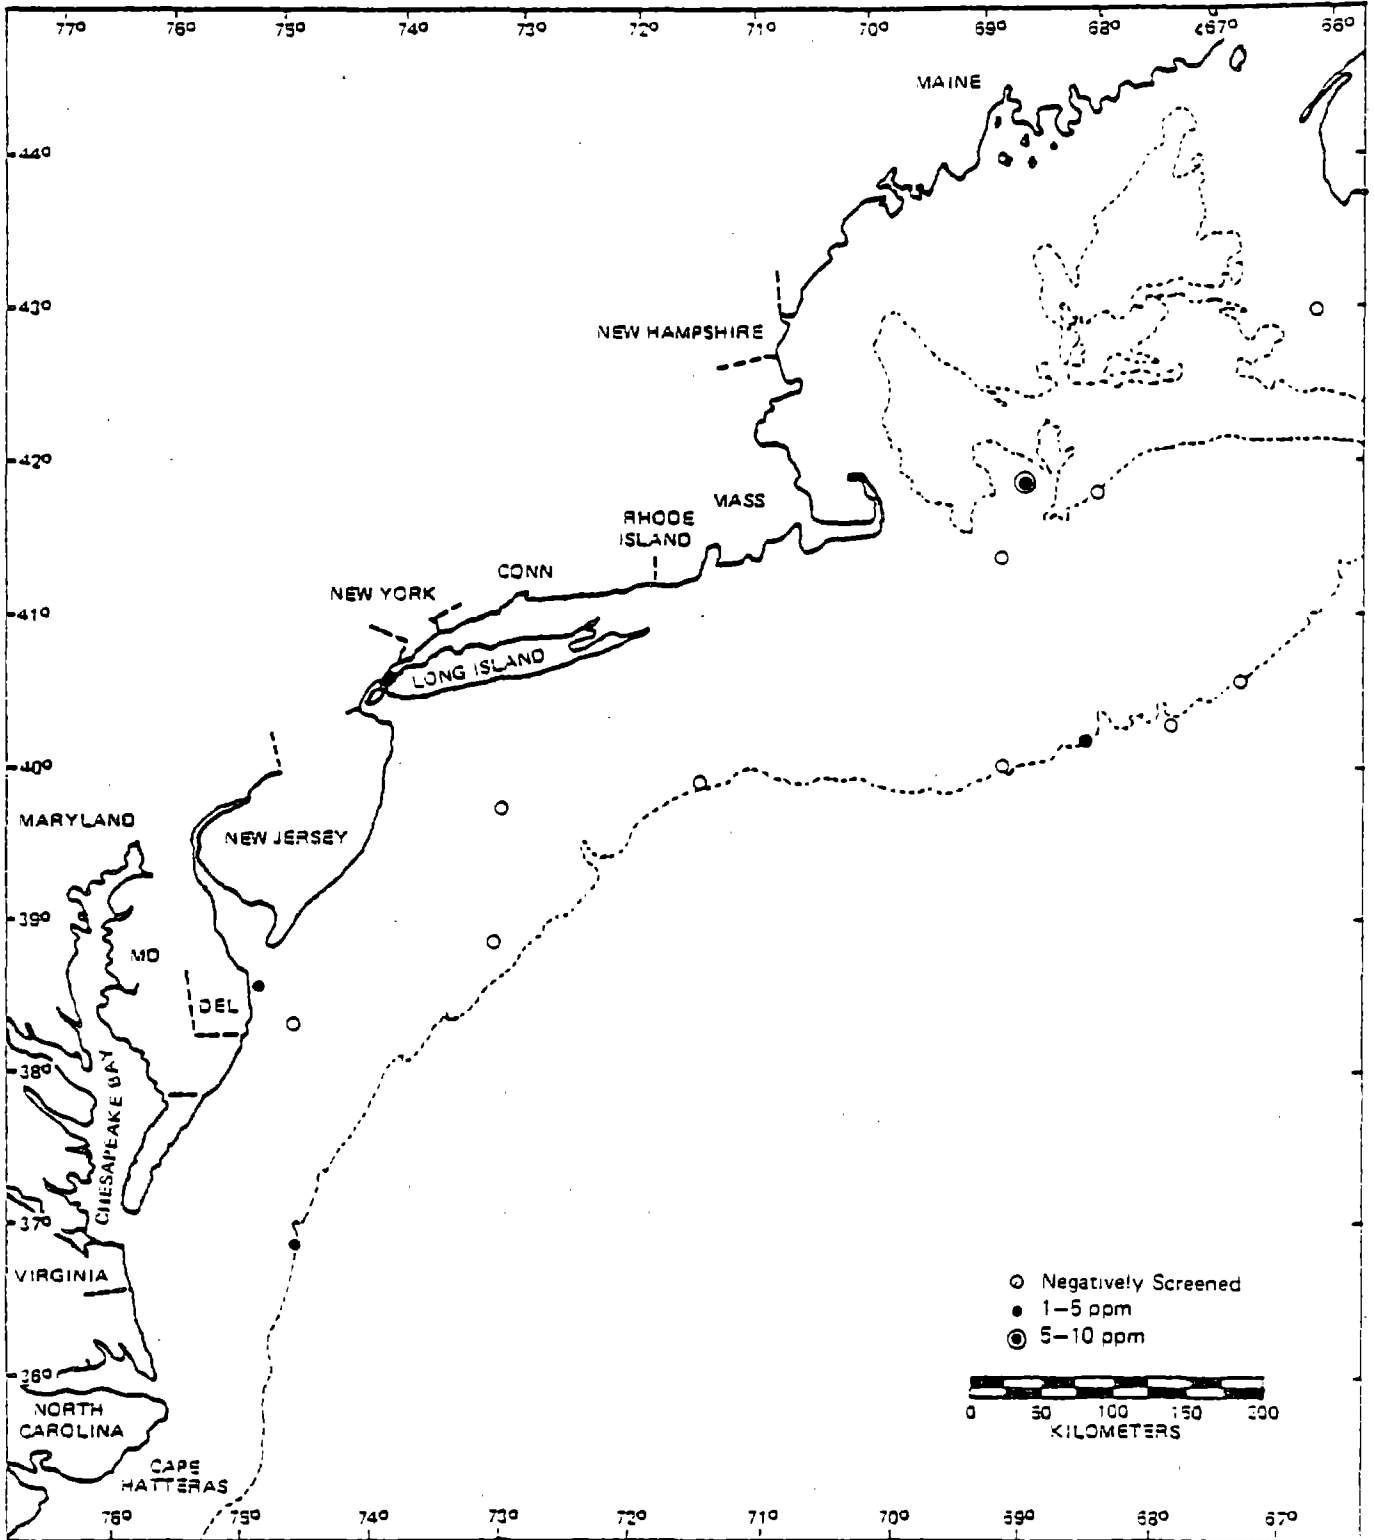 77° 76° 75° 74° 73° 72° 71° 70° 69° 68° 67° 66°
MAINE
44°
43°
NEW HAMPSHIRE
42°
MASS
RHODE
ISLAND
CONN
NEW YORK
41°
LONG ISLAND
40°
MARYLAND
NEW JERSEY
39°
MD
DEL
38°
CHESAPEAKE BAY
37°
VIRGINIA
Negatively Screened
1–5 ppm
5–10 ppm
36°
0 50 100 150 200
KILOMETERS
NORTH
CAROLINA
CAPE
HATTERAS
76° 75° 74° 73° 72° 71° 70° 69° 68° 67°